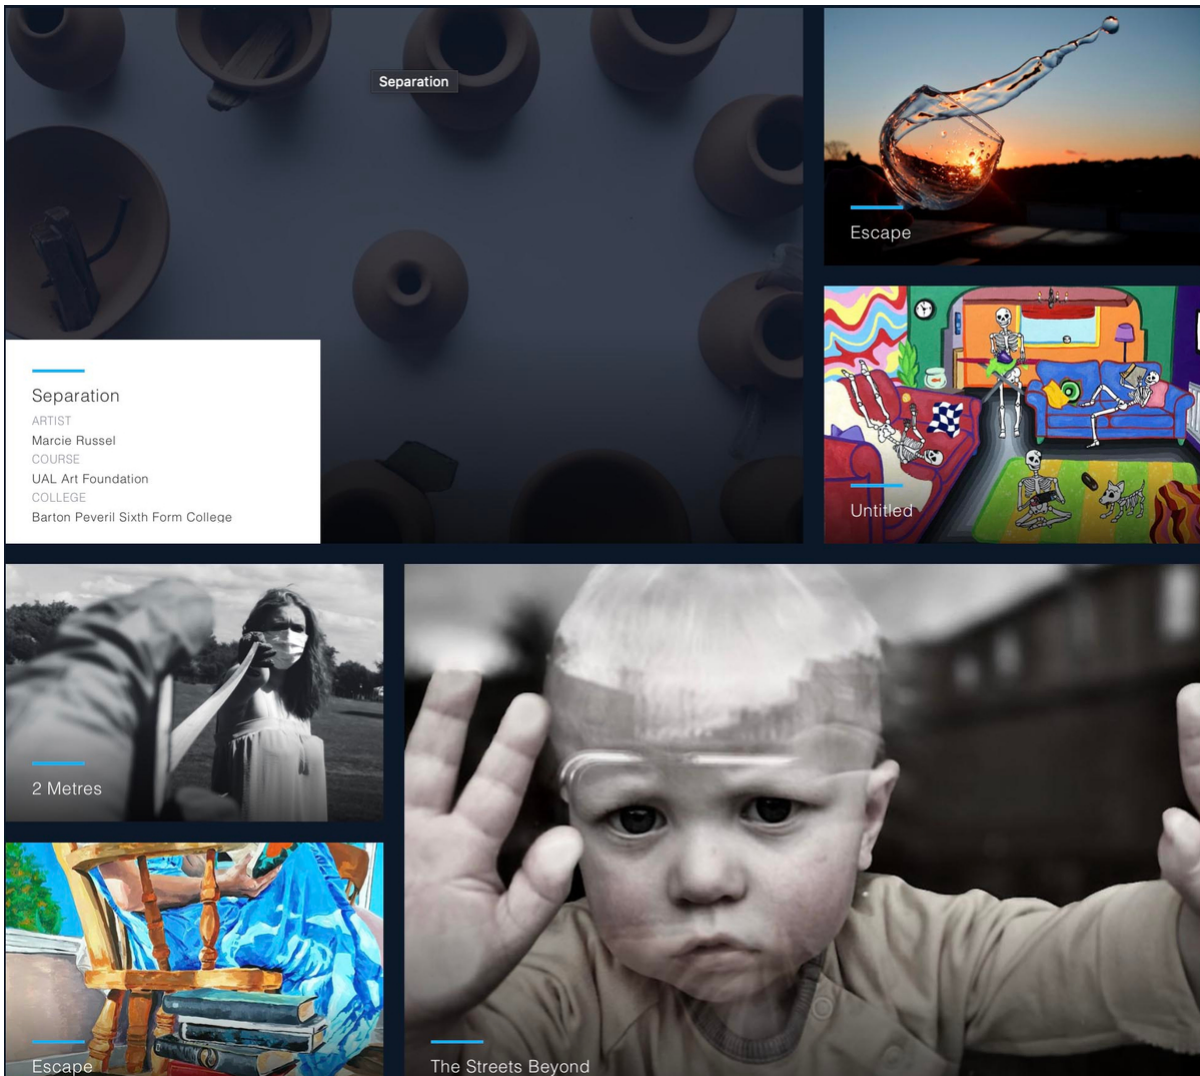 Separation
Escape
Separation
ARTIST
Marcie Russel
COURSE
UAL Art Foundation
COLLEGE
Barton Peveril Sixth Form College
Untitled
2 Metres
Escape
The Streets Beyond